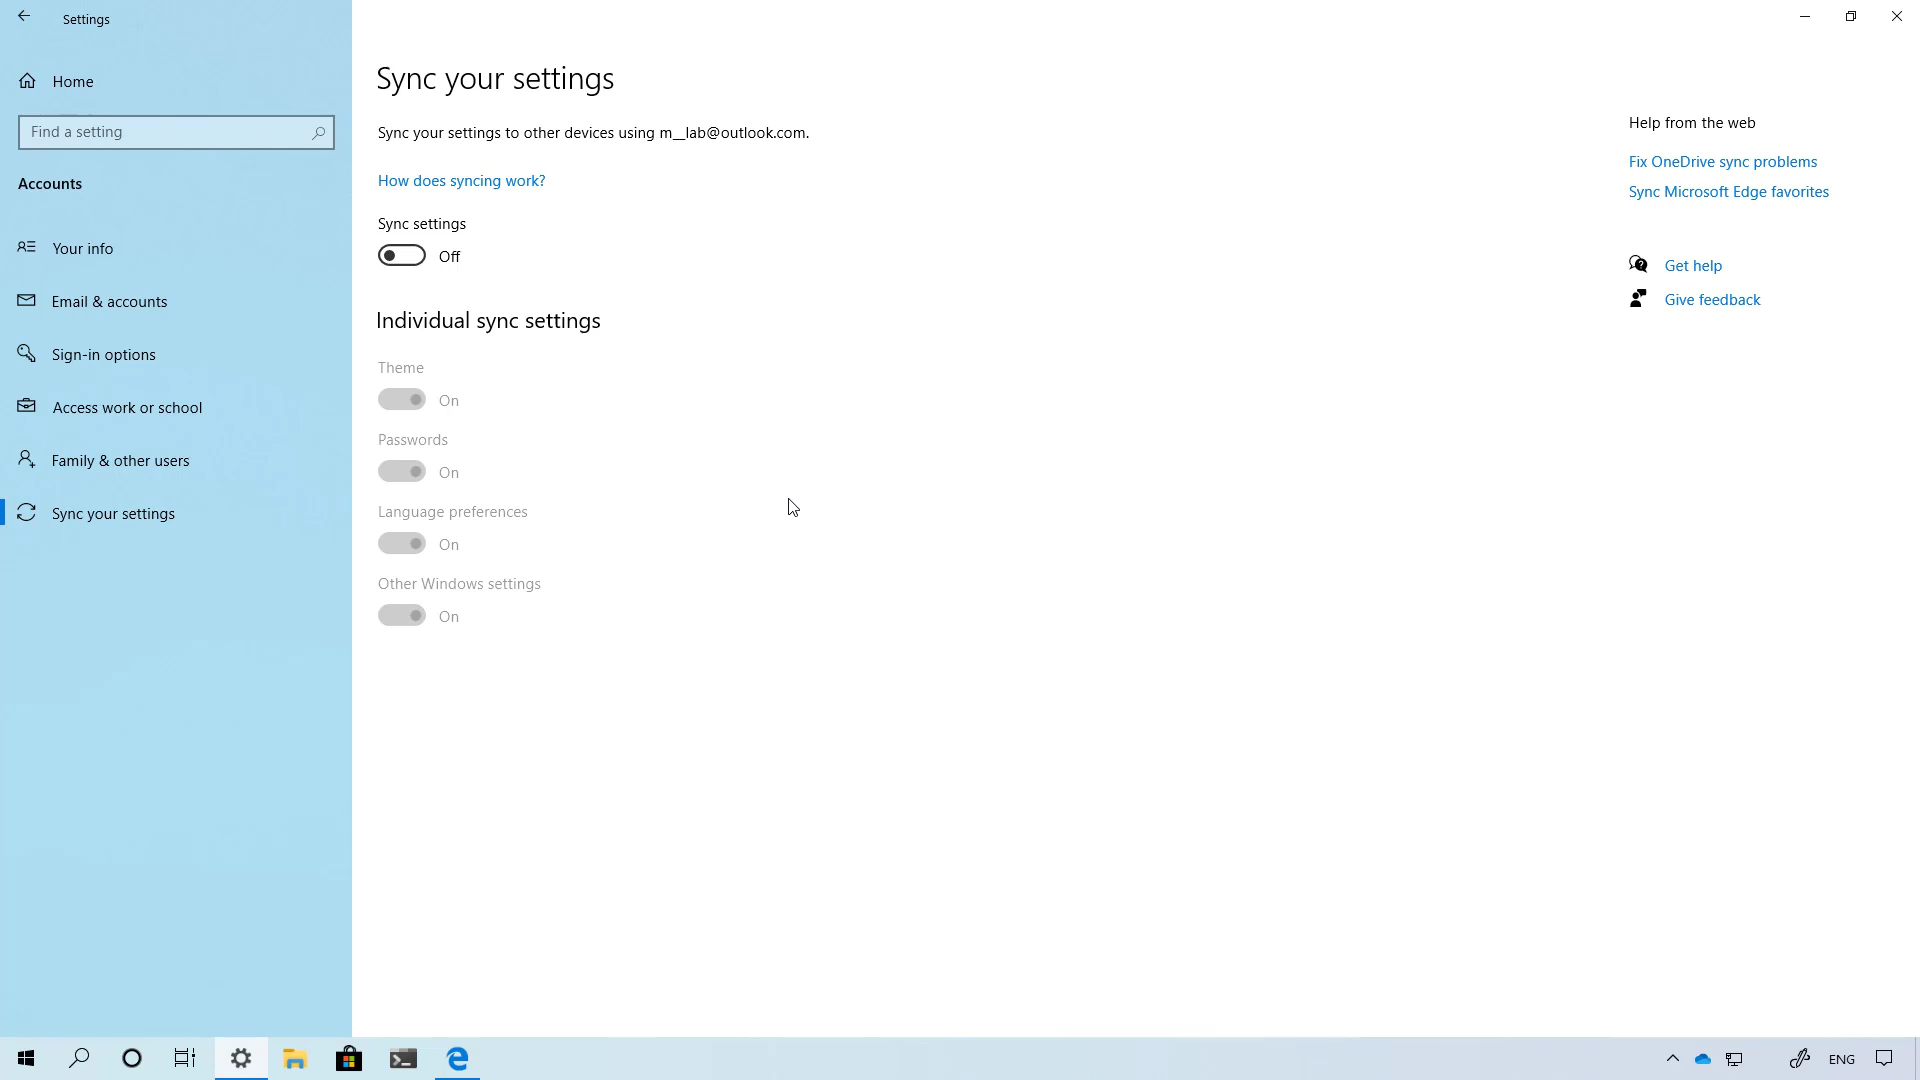 Settings
Home
Find a setting
Accounts
Your info
Email & accounts
Sign-in options
Access work or school
Family & other users
Sync your settings
Sync your settings
Sync your settings to other devices using m__lab@outlook.com.
How does syncing work?
Sync settings
Off
Individual sync settings
Theme
On
Passwords
On
Language preferences
On
Other Windows settings
On
Help from the web
Fix OneDrive sync problems
Sync Microsoft Edge favorites
Get help
Give feedback
ENG